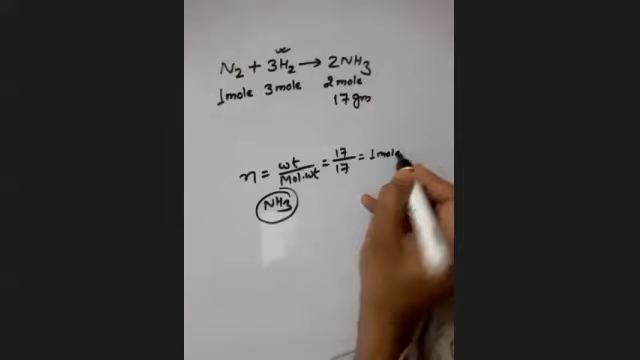 N₂ + 3H₂ → 2NH₃
1mole 3mole 2mole
17gm
n = wt/Mol.wt = 17/17 = 1mole
NH₃